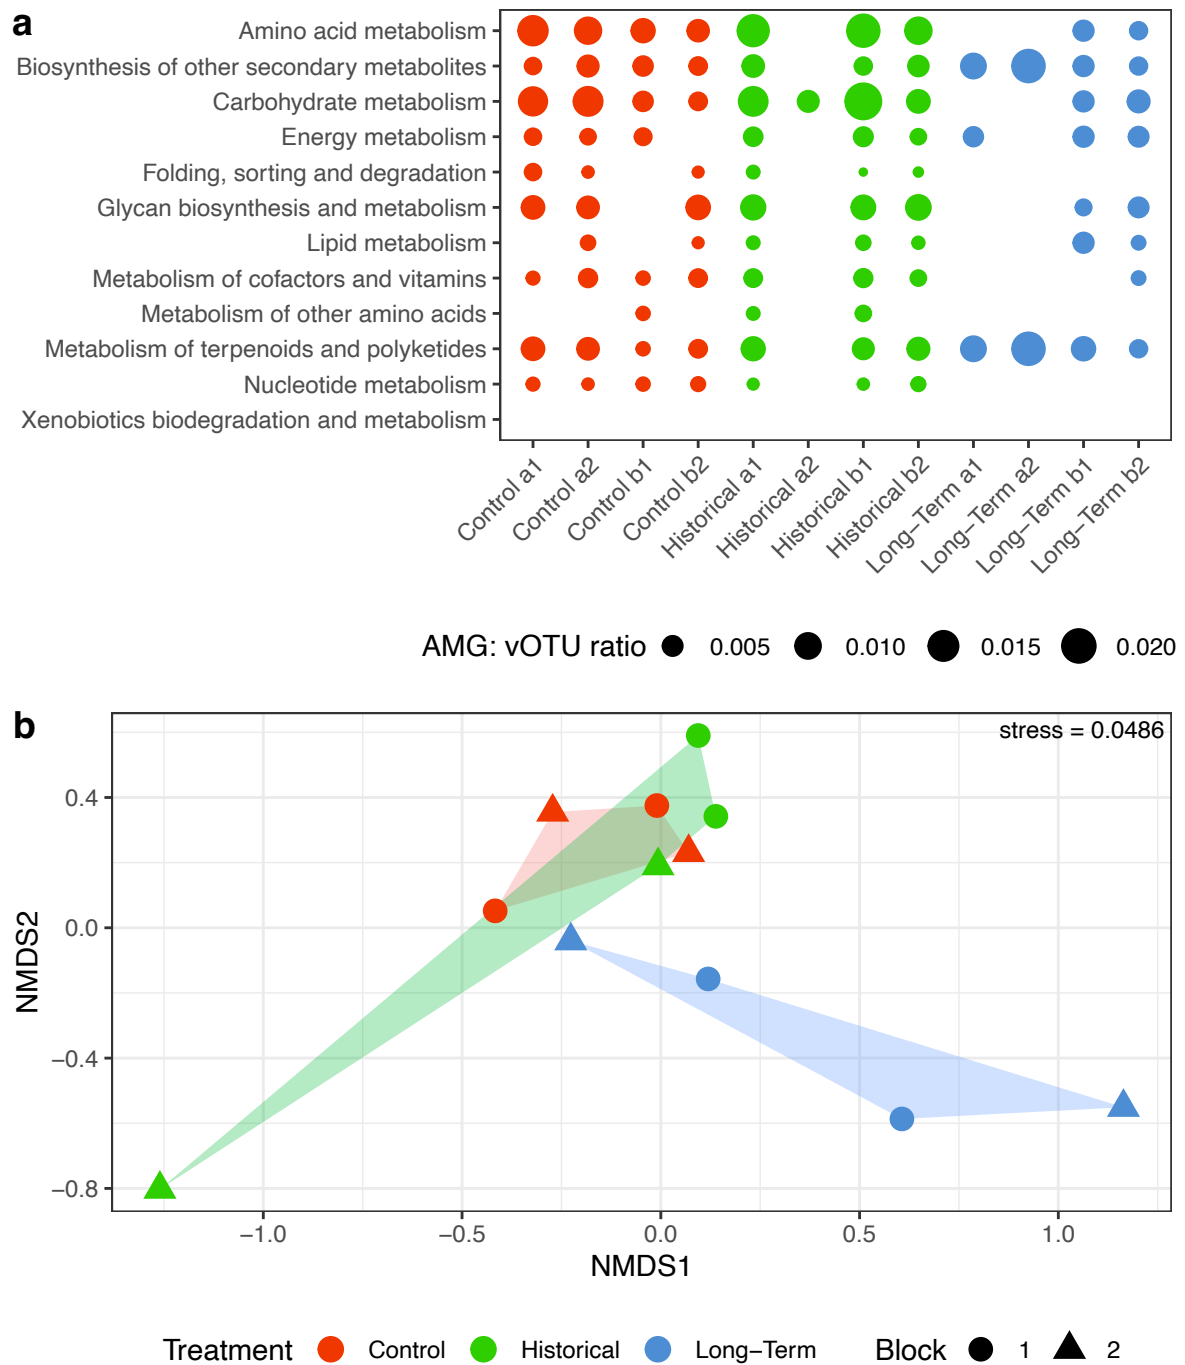 a
Amino acid metabolism
Biosynthesis of other secondary metabolites
Carbohydrate metabolism
Energy metabolism
Folding, sorting and degradation
Glycan biosynthesis and metabolism
Lipid metabolism
Metabolism of cofactors and vitamins
Metabolism of other amino acids
Metabolism of terpenoids and polyketides
Nucleotide metabolism
Xenobiotics biodegradation and metabolism
Control a1
Control a2
Control b1
Control b2
Historical a1
Historical a2
Historical b1
Historical b2
Long−Term a1
Long−Term a2
Long−Term b1
Long−Term b2
AMG: vOTU ratio 0.005 0.010 0.015 0.020
b
stress = 0.0486
NMDS2
0.4
0.0
−0.4
−0.8
−1.0 −0.5 0.0 0.5 1.0
NMDS1
Treatment Control Historical Long−Term Block 1 2